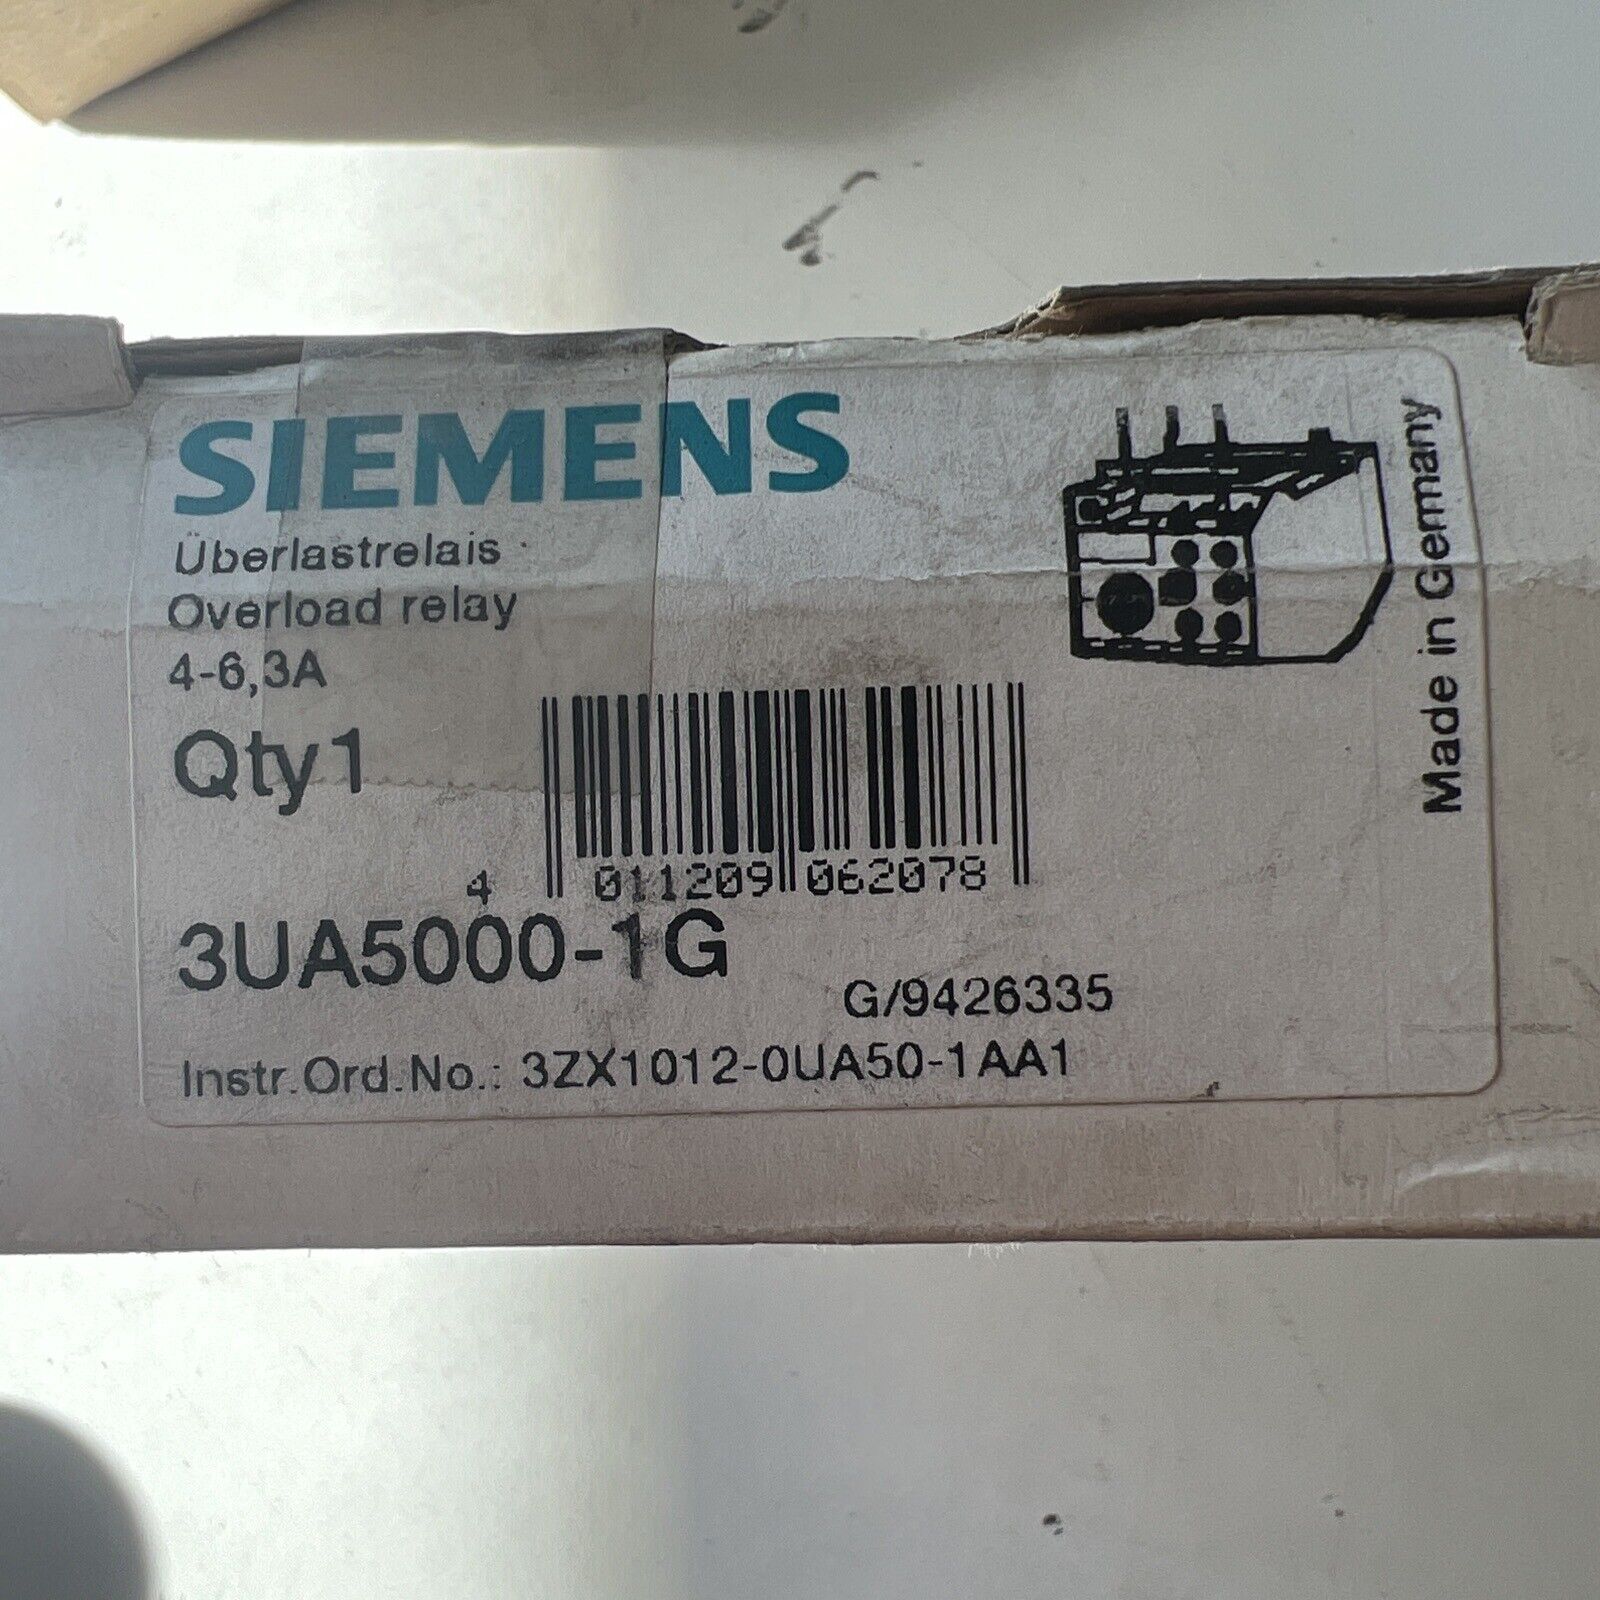 SIEMENS
Überlastrelais
Overload relay
4-6,3A
Qty1
4 011209 062078
3UA5000-1G
G/9426335
Instr.Ord.No.: 3ZX1012-0UA50-1AA1
Made in Germany